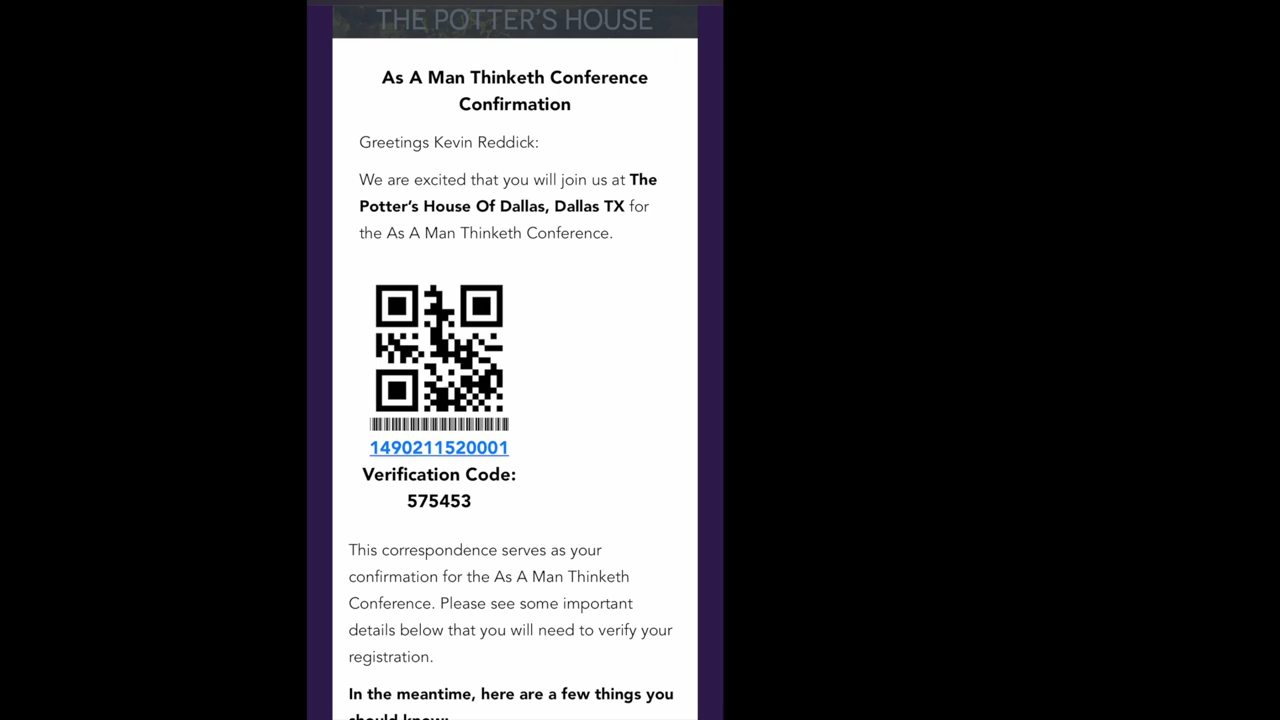 THE POTTER'S HOUSE
As A Man Thinketh Conference
Confirmation
Greetings Kevin Reddick:
We are excited that you will join us at The
Potter's House Of Dallas, Dallas TX for
the As A Man Thinketh Conference.
1490211520001
Verification Code:
575453
This correspondence serves as your
confirmation for the As A Man Thinketh
Conference. Please see some important
details below that you will need to verify your
registration.
In the meantime, here are a few things you
should know: